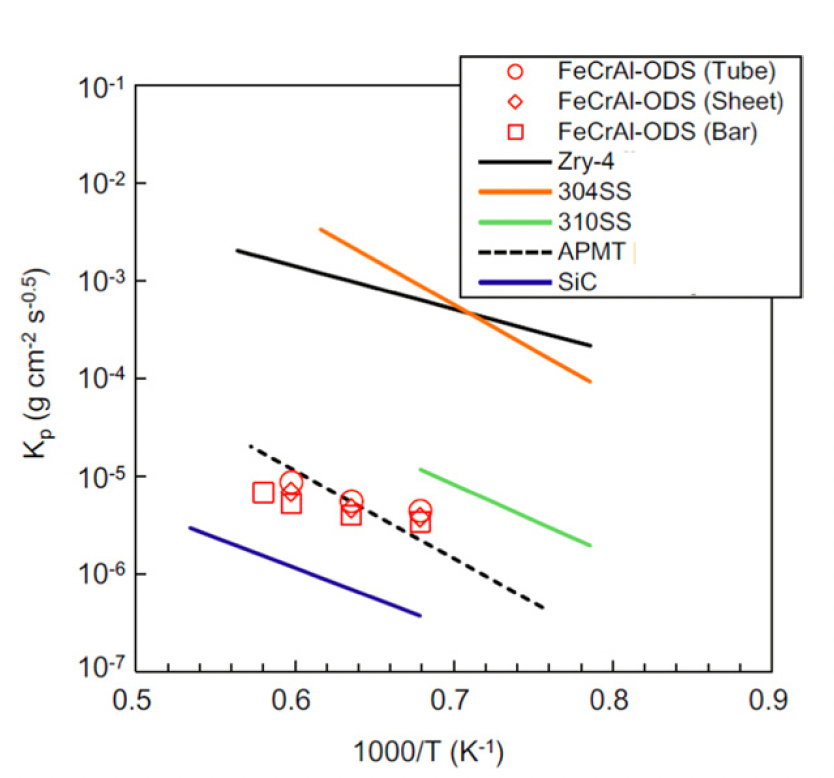 FeCrAl-ODS (Tube)
FeCrAl-ODS (Sheet)
FeCrAl-ODS (Bar)
Zry-4
304SS
310SS
APMT
SiC
10-1
10-2
10-3
10-4
10-5
10-6
10-7
Kp (g cm-2 s-0.5)
0.5 0.6 0.7 0.8 0.9
1000/T (K-1)